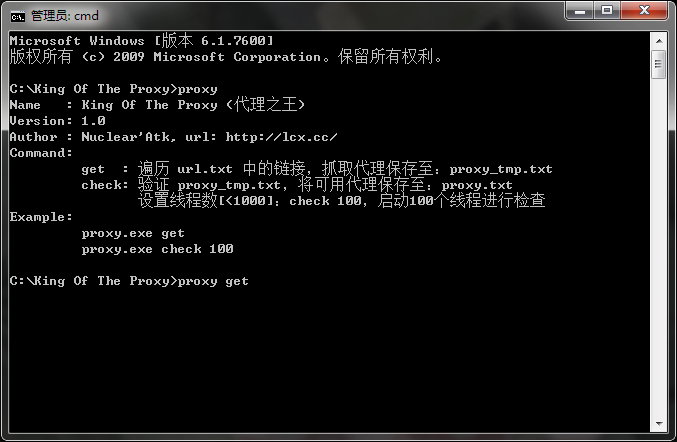 管理员: cmd
Microsoft Windows [版本 6.1.7600]
版权所有 (c) 2009 Microsoft Corporation。保留所有权利。
C:\King Of The Proxy>proxy
Name   : King Of The Proxy (代理之王)
Version: 1.0
Author : Nuclear'Atk, url: http://lcx.cc/
Command:
get  : 遍历 url.txt 中的链接，抓取代理保存至：proxy_tmp.txt
check: 验证 proxy_tmp.txt，将可用代理保存至：proxy.txt
设置线程数[<1000]：check 100，启动100个线程进行检查
Example:
proxy.exe get
proxy.exe check 100
C:\King Of The Proxy>proxy get